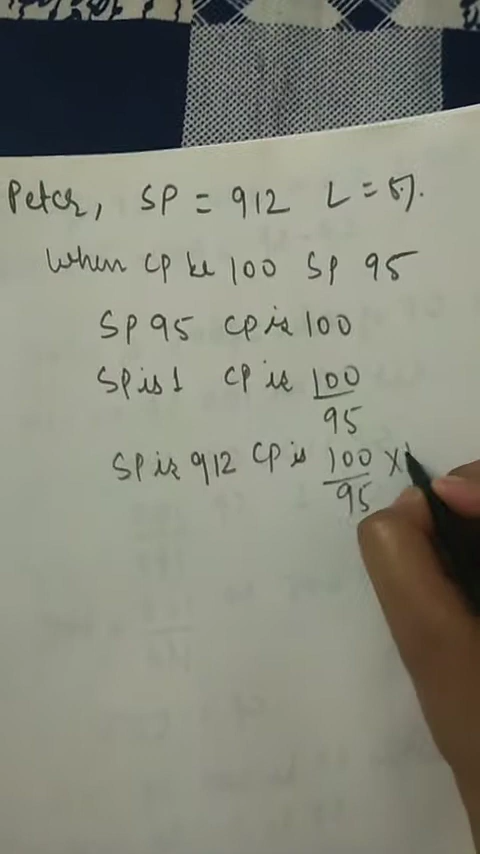 Peter, SP = 912 L = 5%.
When CP be 100 SP 95
SP 95 CP is 100
SP is 1 CP is 100/95
SP is 912 CP is 100/95 ×